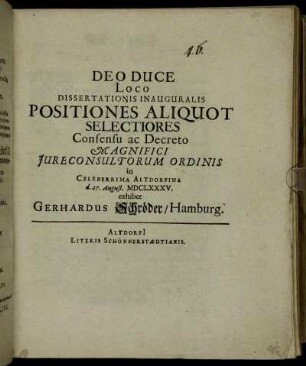 46.
DEO DUCE
Loco
DISSERTATIONIS INAUGURALIS
POSITIONES ALIQUOT
SELECTIORES
Consensu ac Decreto
MAGNIFICI
JURECONSULTORUM ORDINIS
in
CELEBERRIMA ALTDORFINA
d. 27. August. MDCLXXXV.
exhibet
GERHARDUS Schröder/Hamburg.
ALTDORFI
LITERIS SCHÖNNERSTÆDTIANIS.